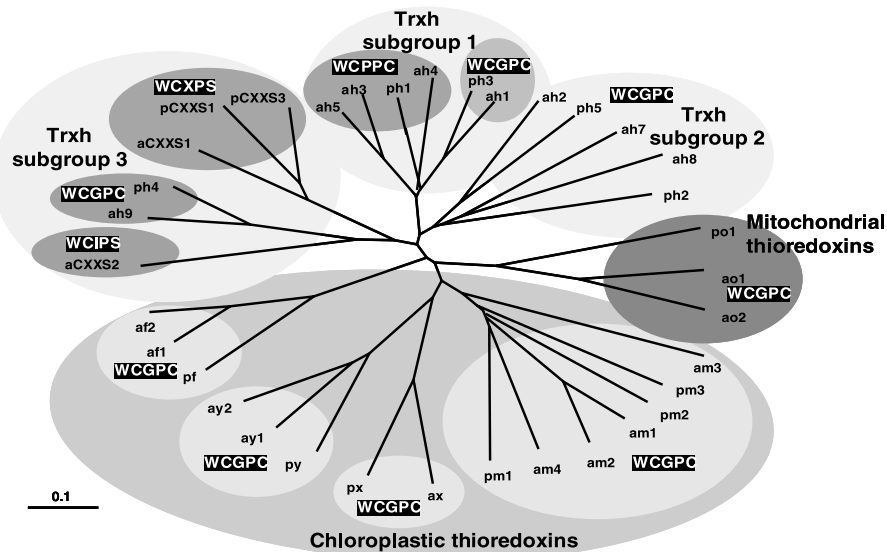 Trxh
subgroup 1
WCPPC
ah4
WCGPC
ph3
ah3
ph1
ah1
ah5
WCXPS
pCXXS1
pCXXS3
aCXXS1
Trxh
subgroup 3
WCGPC
ph4
ah9
WCIPS
aCXXS2
ah2
ph5
WCGPC
ah7
Trxh
subgroup 2
ah8
ph2
po1
Mitochondrial
thioredoxins
ao1
WCGPC
ao2
af2
af1
WCGPC
pf
ay2
ay1
WCGPC
py
px
ax
WCGPC
am3
pm3
pm2
am1
am2
WCGPC
am4
pm1
0.1
Chloroplastic thioredoxins